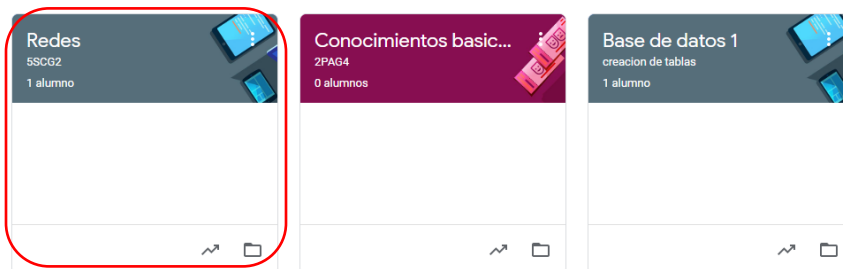 Redes
5SCG2
1 alumno
Conocimientos basic...
2PAG4
0 alumnos
Base de datos 1
creacion de tablas
1 alumno